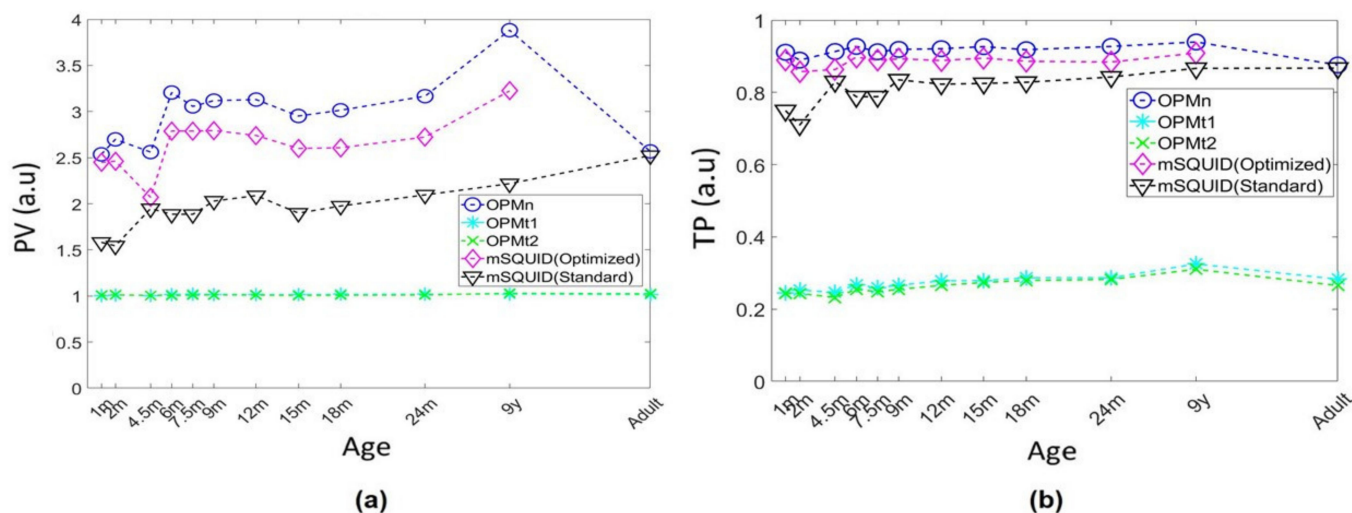 4
3.5
3
2.5
2
1.5
1
0.5
0
PV (a.u)
OPMn
OPMt1
OPMt2
mSQUID(Optimized)
mSQUID(Standard)
1m
2m
4.5m
6m
7.5m
9m
12m
15m
18m
24m
9y
Adult
Age
(a)
1
0.8
0.6
0.4
0.2
0
TP (a.u)
OPMn
OPMt1
OPMt2
mSQUID(Optimized)
mSQUID(Standard)
1m
2m
4.5m
6m
7.5m
9m
12m
15m
18m
24m
9y
Adult
Age
(b)